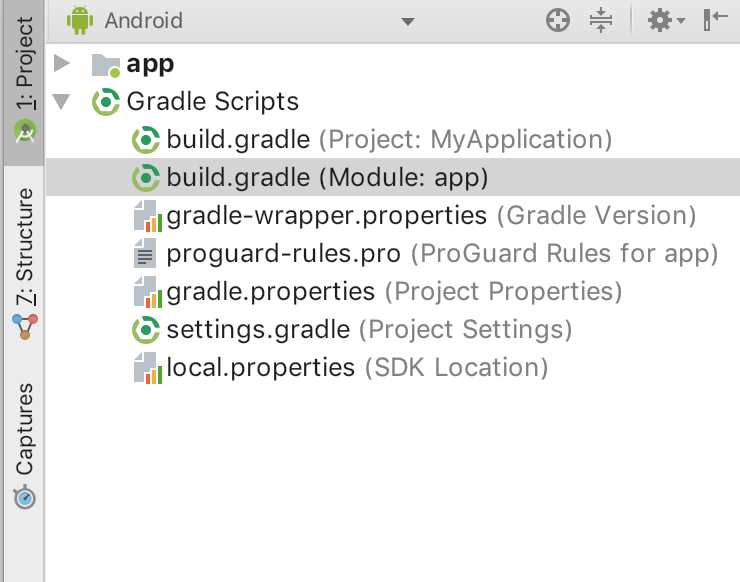 Android
1: Project
7: Structure
Captures
app
Gradle Scripts
build.gradle (Project: MyApplication)
build.gradle (Module: app)
gradle-wrapper.properties (Gradle Version)
proguard-rules.pro (ProGuard Rules for app)
gradle.properties (Project Properties)
settings.gradle (Project Settings)
local.properties (SDK Location)